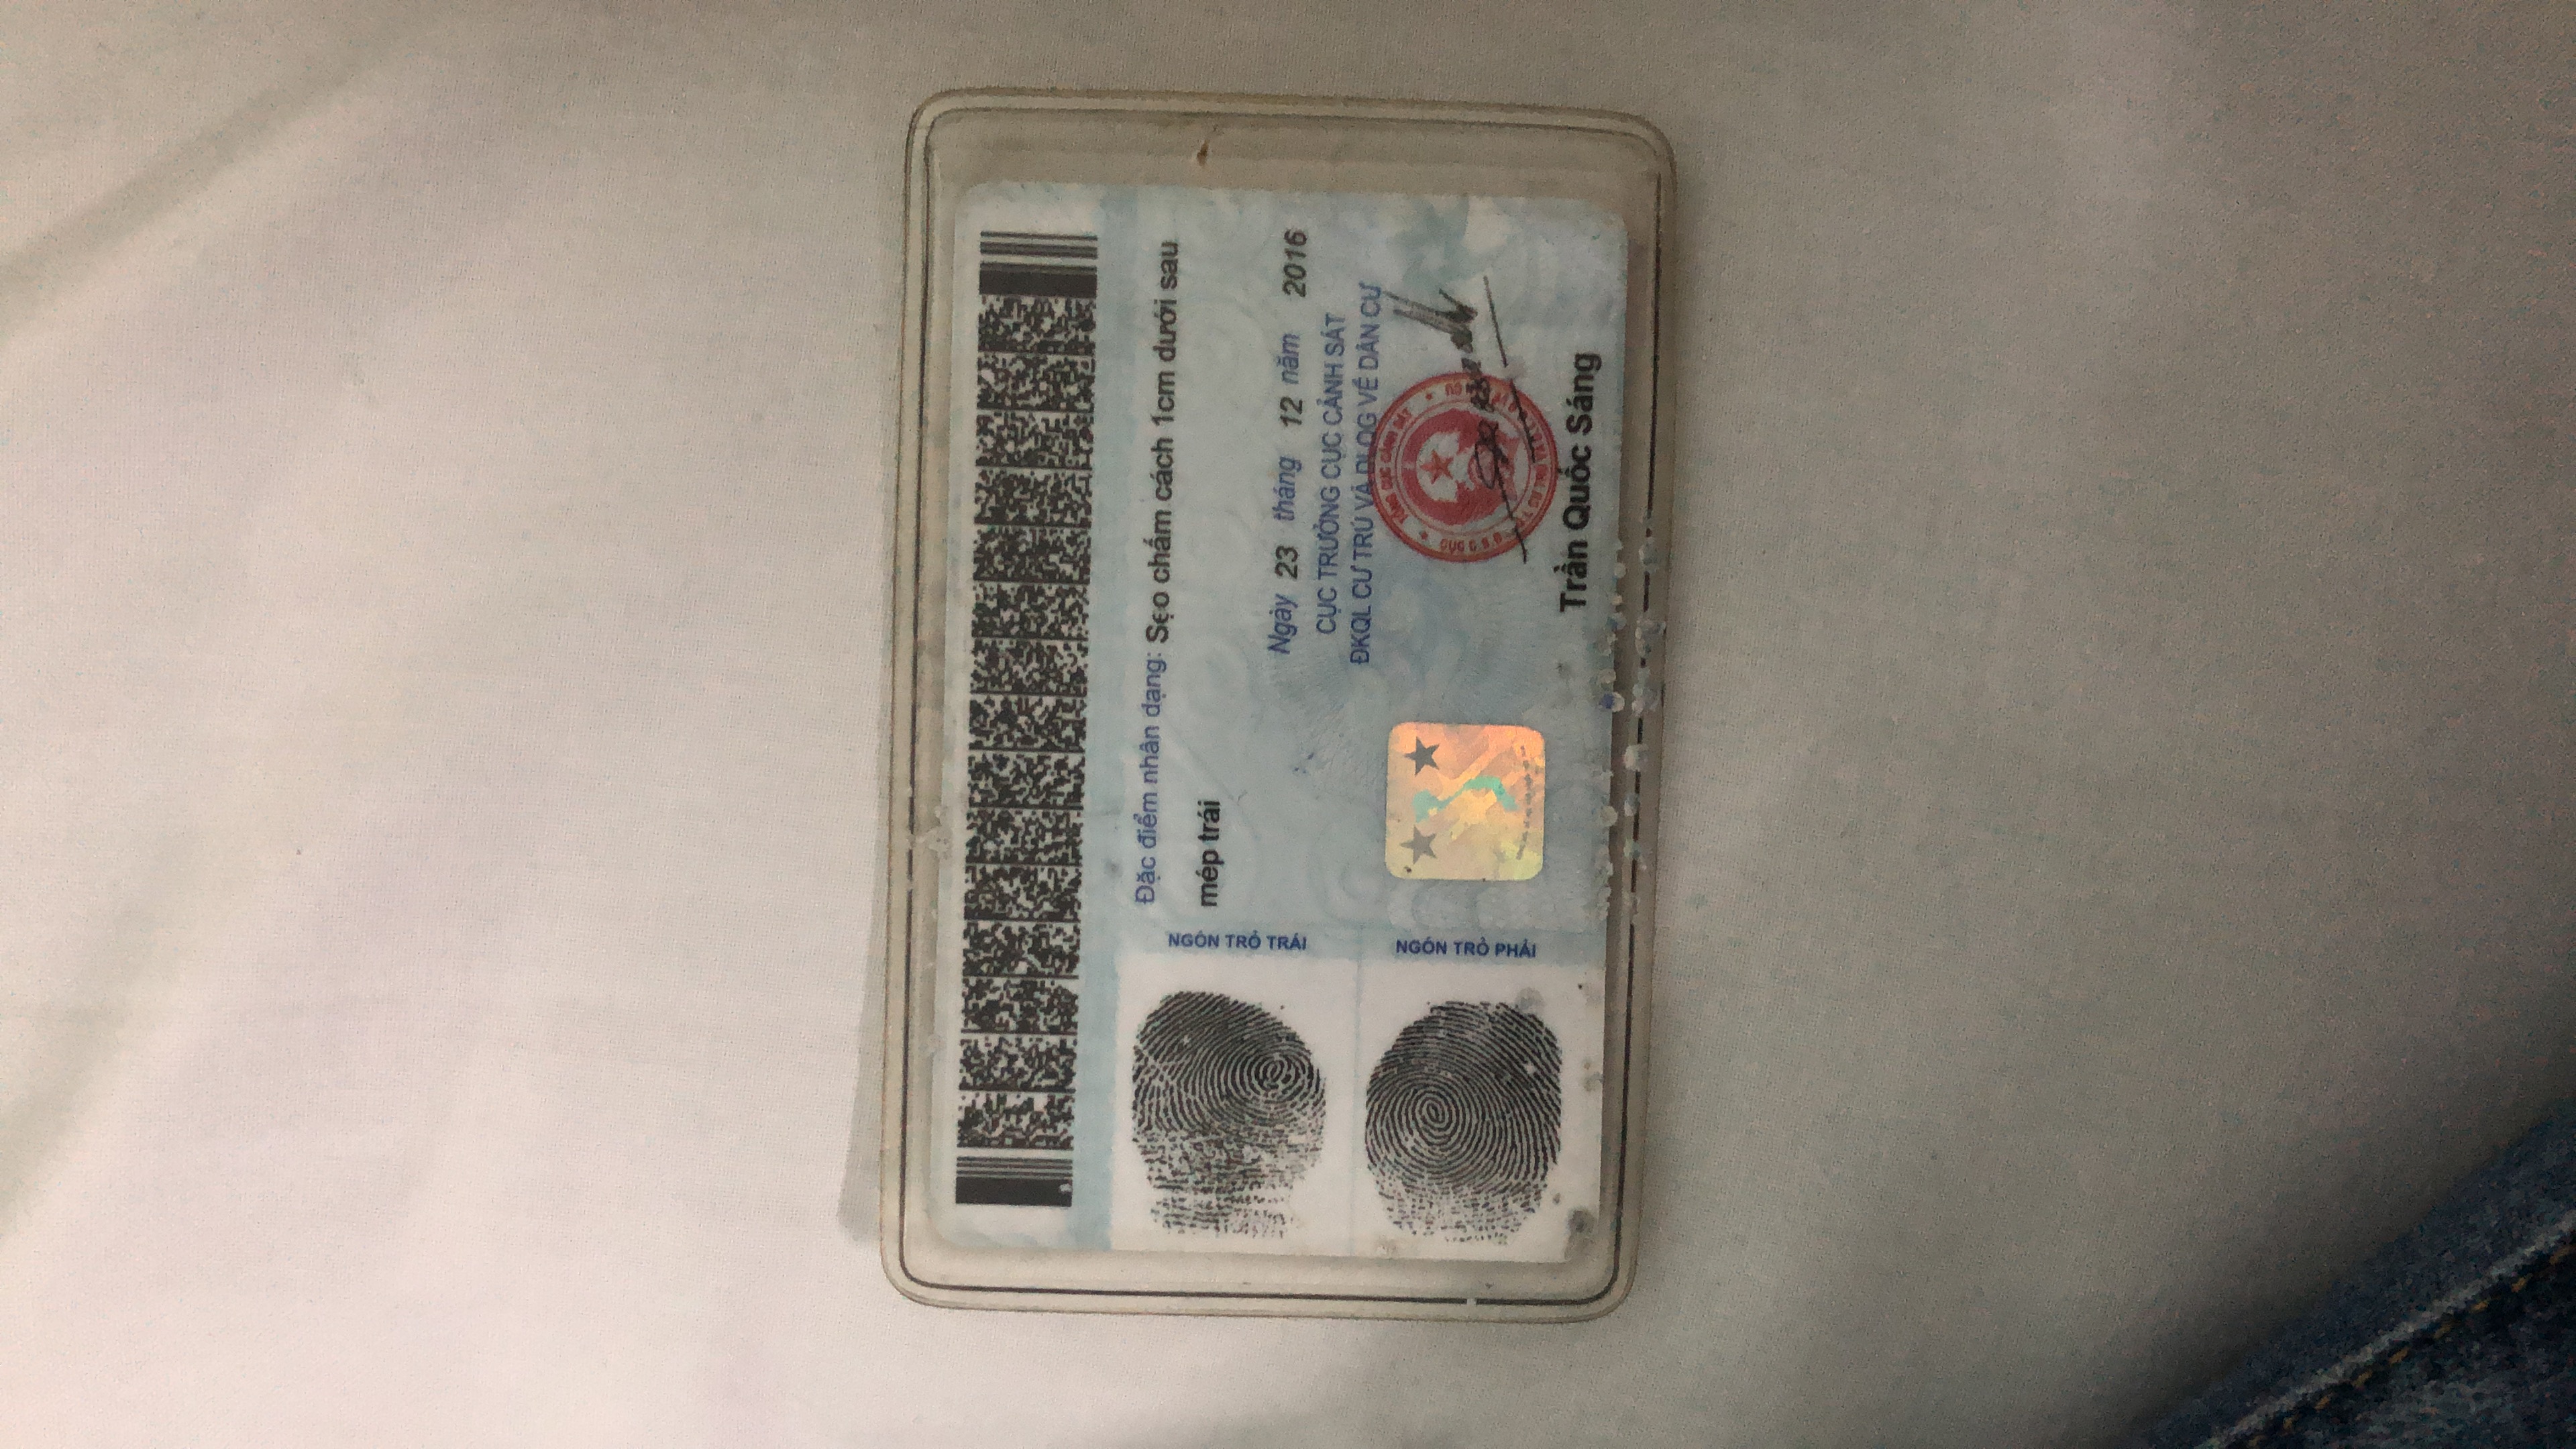 Đặc điểm nhân dạng: Sẹo chấm cách 1cm dưới sau
mép trái
NGÓN TRỎ TRÁI
Ngày 23 tháng 12 năm 2016
CỤC TRƯỞNG CỤC CẢNH SÁT
ĐKQL CƯ TRÚ VÀ DLQG VỀ DÂN CƯ
NGÓN TRỎ PHẢI
TỔNG CỤC CẢNH SÁT
Trần Quốc Sáng